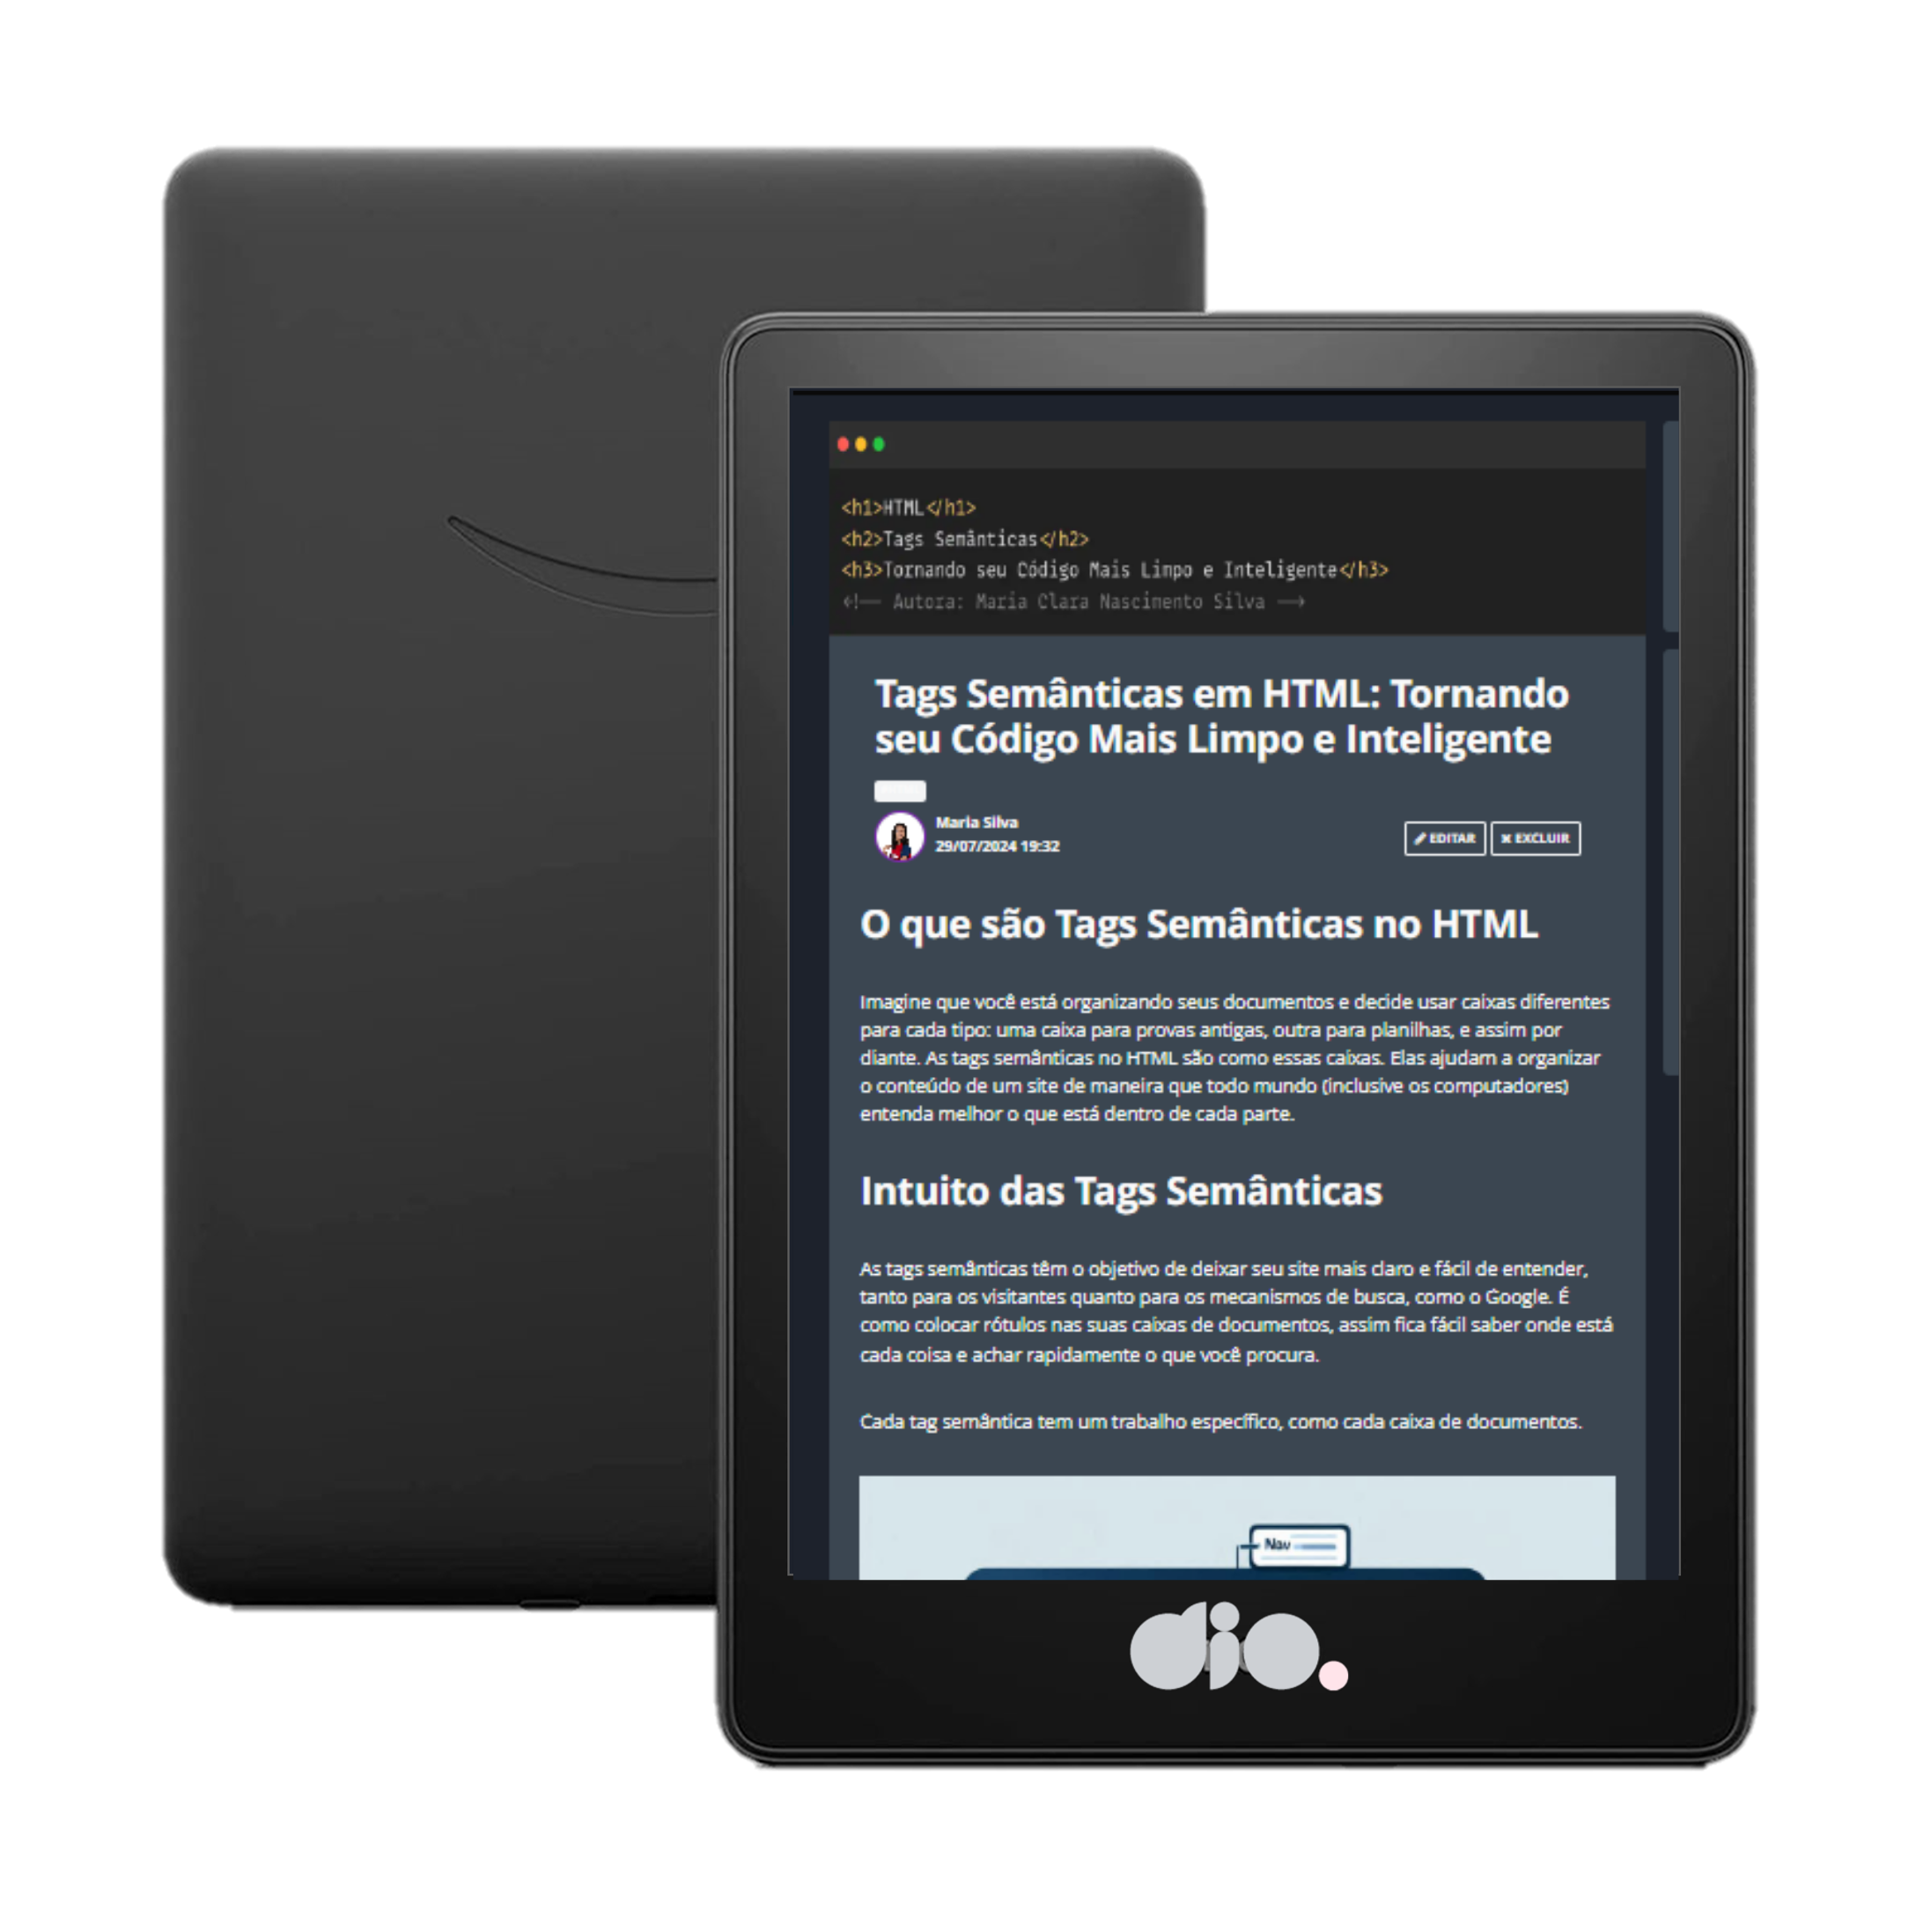 <h1>HTML</h1>
<h2>Tags Semânticas</h2>
<h3>Tornando seu Código Mais Limpo e Inteligente</h3>
<!-- Autora: Maria Clara Nascimento Silva -->
Tags Semânticas em HTML: Tornando
seu Código Mais Limpo e Inteligente
Maria Silva
29/07/2024 19:32
EDITAR
EXCLUIR
O que são Tags Semânticas no HTML
Imagine que você está organizando seus documentos e decide usar caixas diferentes
para cada tipo: uma caixa para provas antigas, outra para planilhas, e assim por
diante. As tags semânticas no HTML são como essas caixas. Elas ajudam a organizar
o conteúdo de um site de maneira que todo mundo (inclusive os computadores)
entenda melhor o que está dentro de cada parte.
Intuito das Tags Semânticas
As tags semânticas têm o objetivo de deixar seu site mais claro e fácil de entender,
tanto para os visitantes quanto para os mecanismos de busca, como o Google. É
como colocar rótulos nas suas caixas de documentos, assim fica fácil saber onde está
cada coisa e achar rapidamente o que você procura.
Cada tag semântica tem um trabalho específico, como cada caixa de documentos.
Nav
dio.